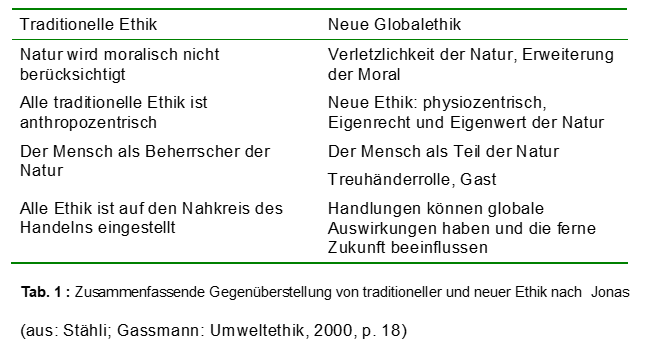 Traditionelle Ethik Neue Globalethik
Natur wird moralisch nicht Verletzlichkeit der Natur, Erweiterung
berücksichtigt der Moral
Alle traditionelle Ethik ist Neue Ethik: physiozentrisch,
anthropozentrisch Eigenrecht und Eigenwert der Natur
Der Mensch als Beherrscher der Der Mensch als Teil der Natur
Natur
Treuhänderrolle, Gast
Alle Ethik ist auf den Nahkreis des Handlungen können globale
Handelns eingestellt Auswirkungen haben und die ferne
Zukunft beeinflussen
Tab. 1 : Zusammenfassende Gegenüberstellung von traditioneller und neuer Ethik nach Jonas
(aus: Stähli; Gassmann: Umweltethik, 2000, p. 18)